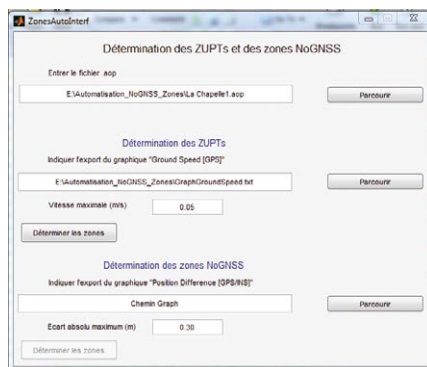 ZonesAutoInterf
Détermination des ZUPTs et des zones NoGNSS
Entrer le fichier .aop
E:\Automatisation_NoGNSS_Zones\La Chapelle1.aop
Parcourir
Détermination des ZUPTs
Indiquer l'export du graphique "Ground Speed [GPS]"
E:\Automatisation_NoGNSS_Zones\GraphGroundSpeed.txt
Parcourir
Vitesse maximale (m/s)
0.05
Déterminer les zones
Détermination des zones NoGNSS
Indiquer l'export du graphique "Position Difference [GPS/INS]"
Chemin Graph
Parcourir
Ecart absolu maximum (m)
0.30
Déterminer les zones